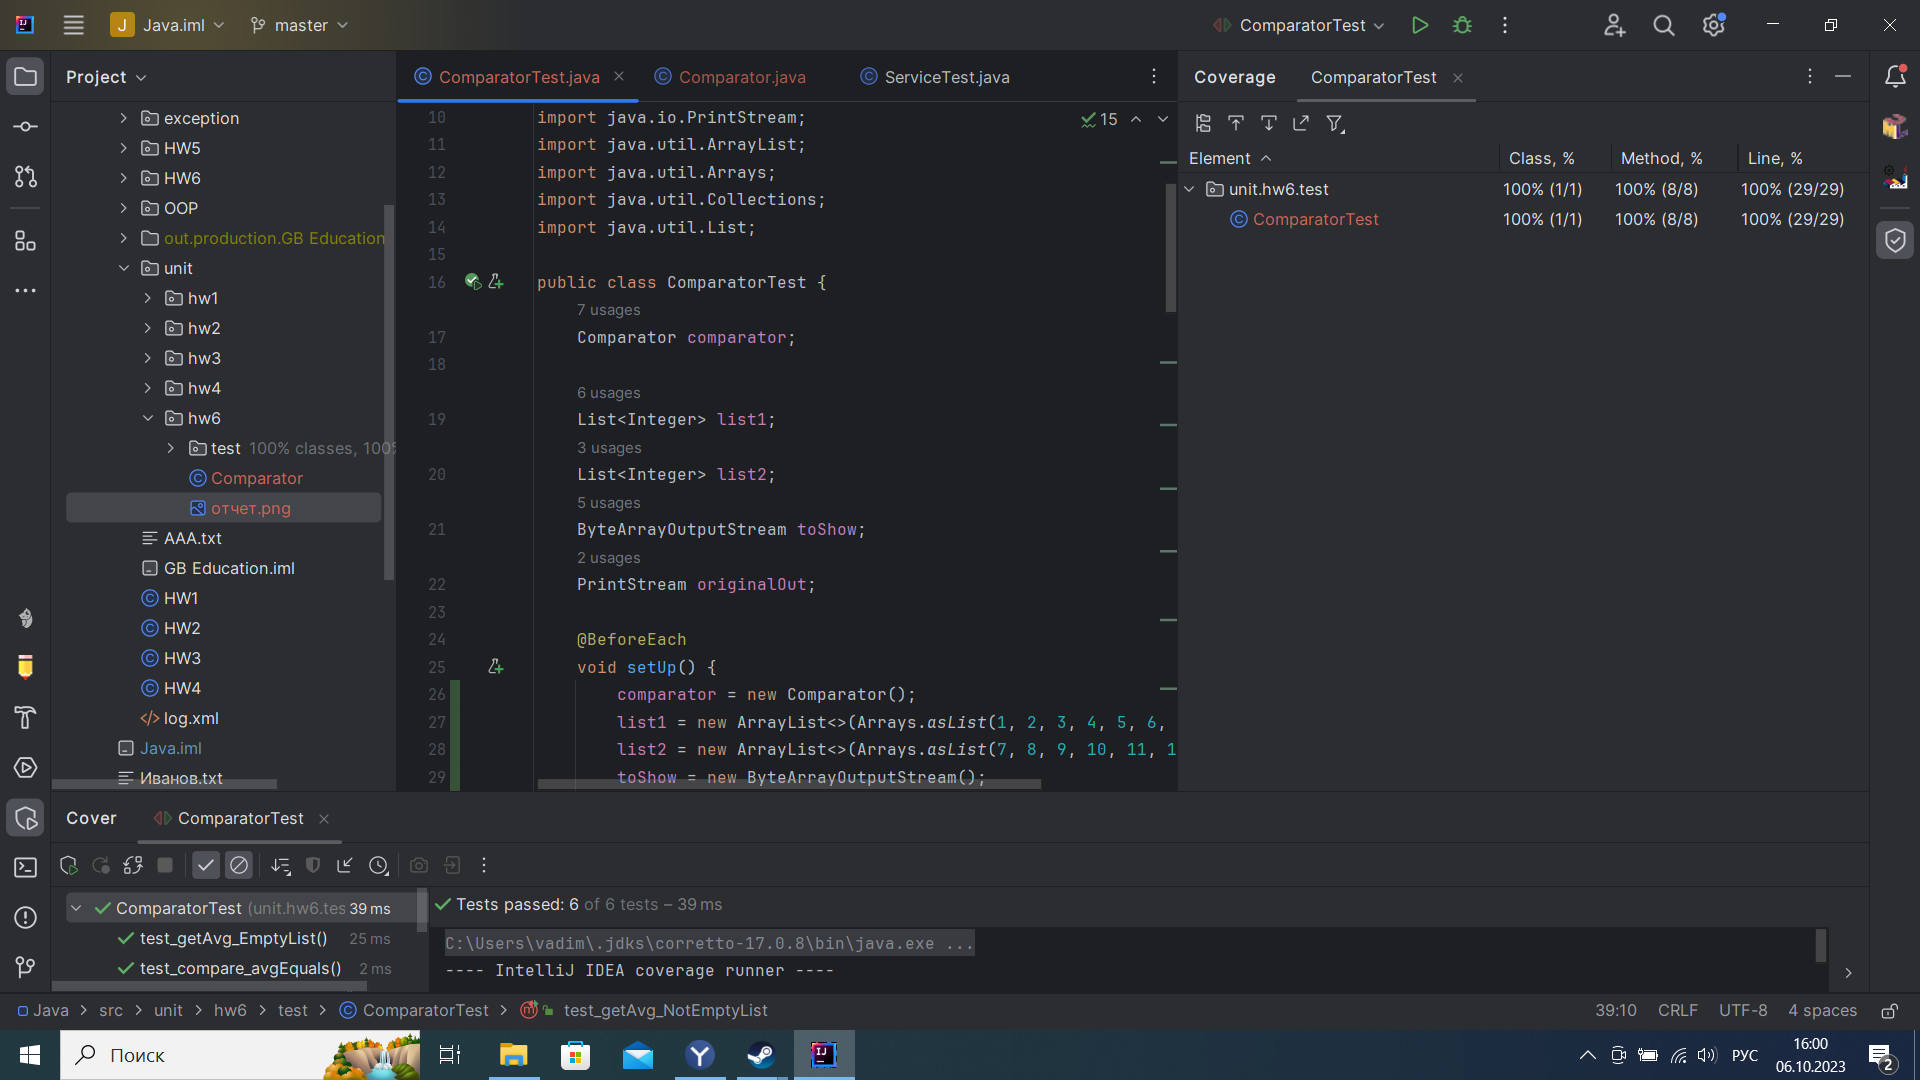 J Java.iml master ComparatorTest
Project
exception
HW5
HW6
OOP
out.production.GB Education
unit
hw1
hw2
hw3
hw4
hw6
test 100% classes, 100%
Comparator
отчет.png
AAA.txt
GB Education.iml
HW1
HW2
HW3
HW4
log.xml
Java.iml
Иванов.txt
ComparatorTest.java Comparator.java ServiceTest.java
15
10 import java.io.PrintStream;
11 import java.util.ArrayList;
12 import java.util.Arrays;
13 import java.util.Collections;
14 import java.util.List;
15
16 public class ComparatorTest {
7 usages
17 Comparator comparator;
18
6 usages
19 List<Integer> list1;
3 usages
20 List<Integer> list2;
5 usages
21 ByteArrayOutputStream toShow;
2 usages
22 PrintStream originalOut;
23
24 @BeforeEach
25 void setUp() {
26 comparator = new Comparator();
27 list1 = new ArrayList<>(Arrays.asList(1, 2, 3, 4, 5, 6,
28 list2 = new ArrayList<>(Arrays.asList(7, 8, 9, 10, 11, 1
29 toShow = new ByteArrayOutputStream();
Coverage ComparatorTest
Element Class, % Method, % Line, %
unit.hw6.test 100% (1/1) 100% (8/8) 100% (29/29)
ComparatorTest 100% (1/1) 100% (8/8) 100% (29/29)
Cover ComparatorTest
ComparatorTest (unit.hw6.tes 39 ms
test_getAvg_EmptyList() 25 ms
test_compare_avgEquals() 2 ms
Tests passed: 6 of 6 tests – 39 ms
C:\Users\vadim\.jdks\corretto-17.0.8\bin\java.exe ...
---- IntelliJ IDEA coverage runner ----
Java > src > unit > hw6 > test > ComparatorTest > test_getAvg_NotEmptyList
39:10 CRLF UTF-8 4 spaces
Поиск
РУС
16:00
06.10.2023
2